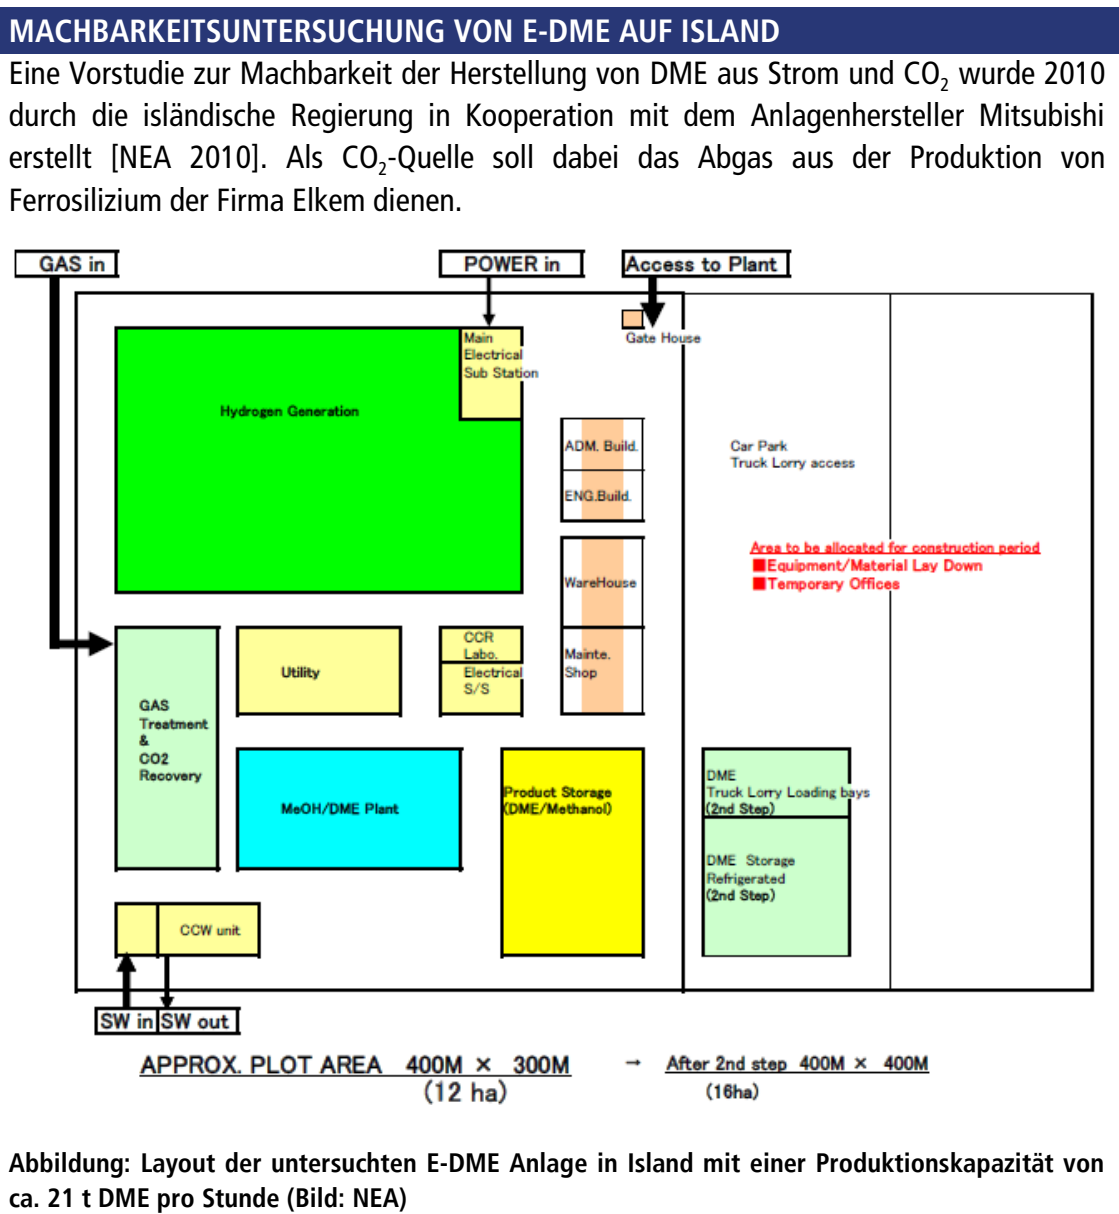 MACHBARKEITSUNTERSUCHUNG VON E-DME AUF ISLAND
Eine Vorstudie zur Machbarkeit der Herstellung von DME aus Strom und CO₂ wurde 2010
durch die isländische Regierung in Kooperation mit dem Anlagenhersteller Mitsubishi
erstellt [NEA 2010]. Als CO₂-Quelle soll dabei das Abgas aus der Produktion von
Ferrosilizium der Firma Elkem dienen.
GAS in
POWER in
Access to Plant
Gate House
Main
Electrical
Sub Station
Hydrogen Generation
ADM. Build.
ENG.Build.
Car Park
Truck Lorry access
Area to be allocated for construction period
■Equipment/Material Lay Down
■Temporary Offices
WareHouse
CCR
Labo.
Electrical
S/S
Mainte.
Shop
Utility
GAS
Treatment
&
CO2
Recovery
MeOH/DME Plant
Product Storage
(DME/Methanol)
DME
Truck Lorry Loading bays
(2nd Step)
DME Storage
Refrigerated
(2nd Step)
CCW unit
SW in
SW out
APPROX. PLOT AREA 400M × 300M
(12 ha)
→ After 2nd step 400M × 400M
(16ha)
Abbildung: Layout der untersuchten E-DME Anlage in Island mit einer Produktionskapazität von
ca. 21 t DME pro Stunde (Bild: NEA)